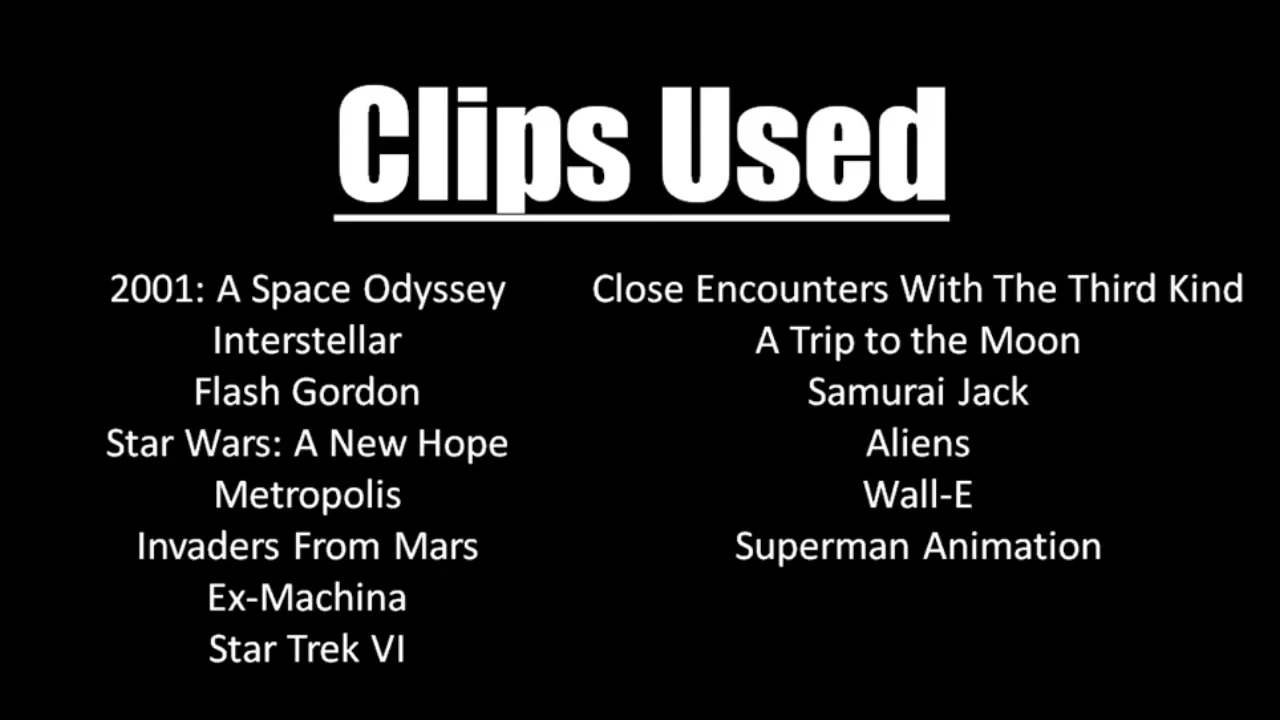 Clips Used
2001: A Space Odyssey
Interstellar
Flash Gordon
Star Wars: A New Hope
Metropolis
Invaders From Mars
Ex-Machina
Star Trek VI
Close Encounters With The Third Kind
A Trip to the Moon
Samurai Jack
Aliens
Wall-E
Superman Animation